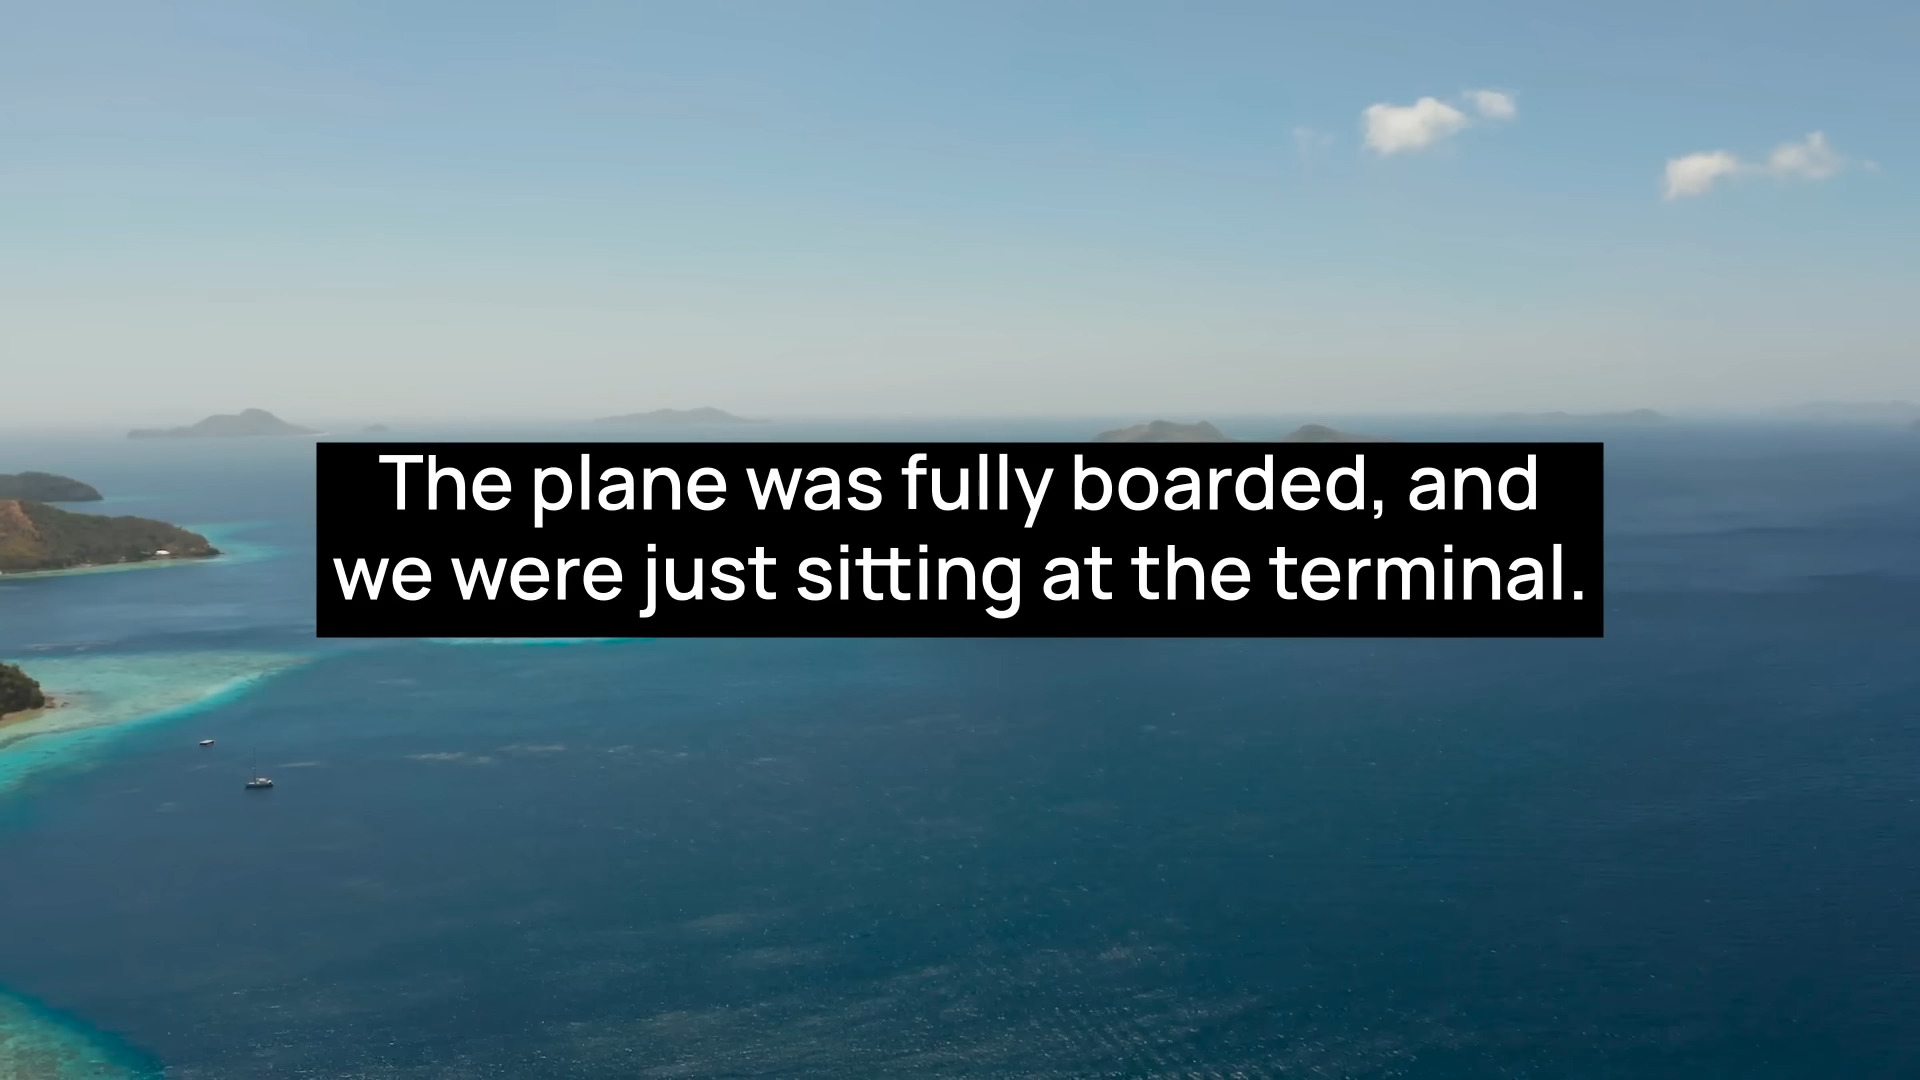 The plane was fully boarded, and
we were just sitting at the terminal.